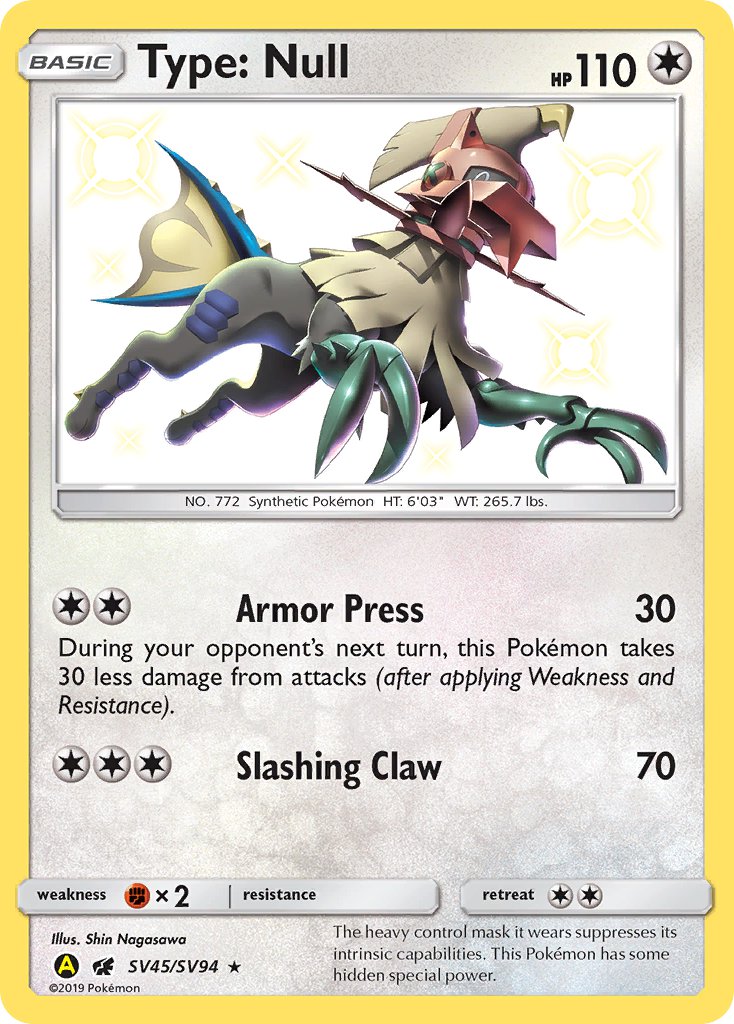 BASIC Type: Null HP 110
NO. 772 Synthetic Pokémon HT: 6'03" WT: 265.7 lbs.
Armor Press 30
During your opponent's next turn, this Pokémon takes
30 less damage from attacks (after applying Weakness and
Resistance).
Slashing Claw 70
weakness × 2 resistance retreat
Illus. Shin Nagasawa
A SV45/SV94
©2019 Pokémon
The heavy control mask it wears suppresses its
intrinsic capabilities. This Pokémon has some
hidden special power.